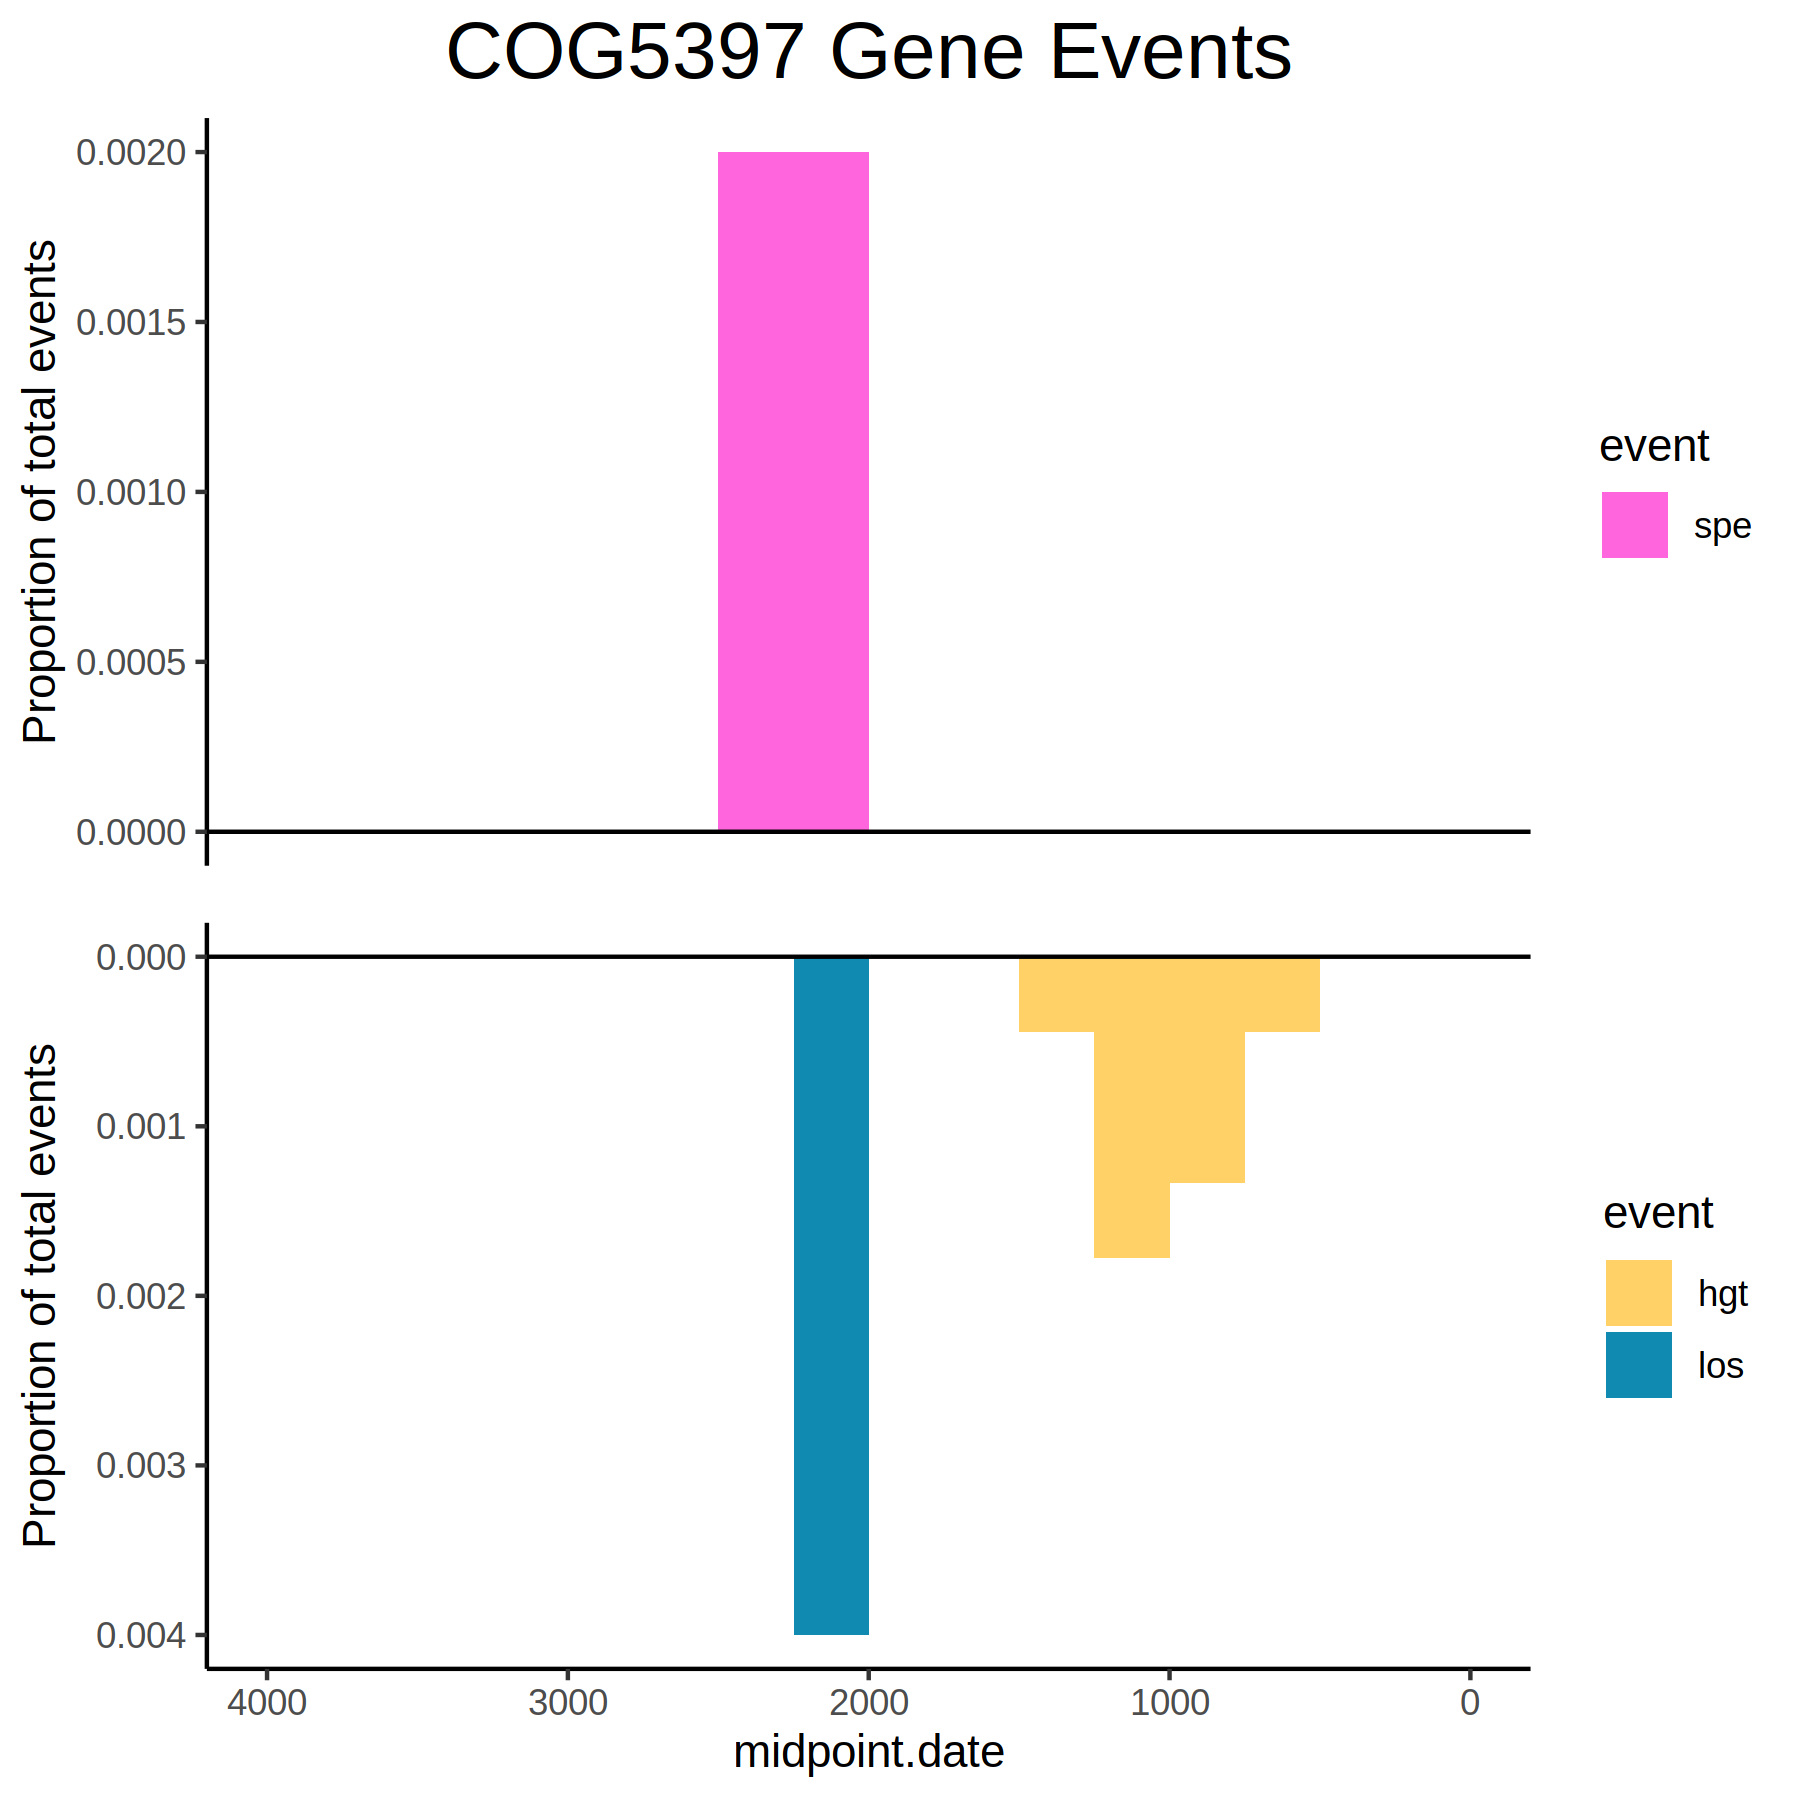 COG5397 Gene Events
Proportion of total events
0.0020
0.0015
0.0010
0.0005
0.0000
event
spe
Proportion of total events
0.000
0.001
0.002
0.003
0.004
event
hgt
los
4000 3000 2000 1000 0
midpoint.date